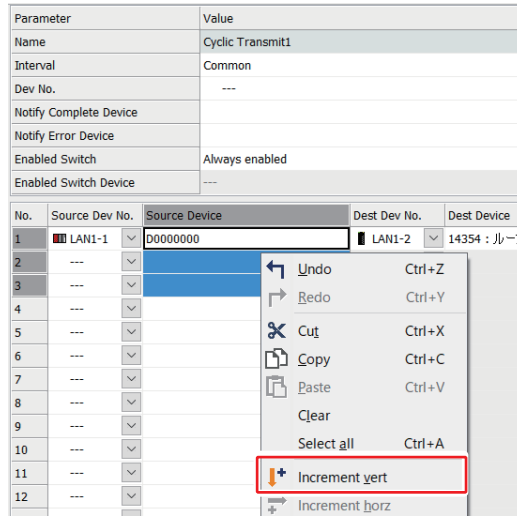 Parameter Value
Name Cyclic Transmit1
Interval Common
Dev No. ---
Notify Complete Device
Notify Error Device
Enabled Switch Always enabled
Enabled Switch Device ---
No. Source Dev No. Source Device Dest Dev No. Dest Device
1 LAN1-1 D0000000 LAN1-2 14354 : ルー
2 ---
3 ---
4 ---
5 ---
6 ---
7 ---
8 ---
9 ---
10 ---
11 ---
12 ---
Undo Ctrl+Z
Redo Ctrl+Y
Cut Ctrl+X
Copy Ctrl+C
Paste Ctrl+V
Clear
Select all Ctrl+A
Increment vert
Increment horz